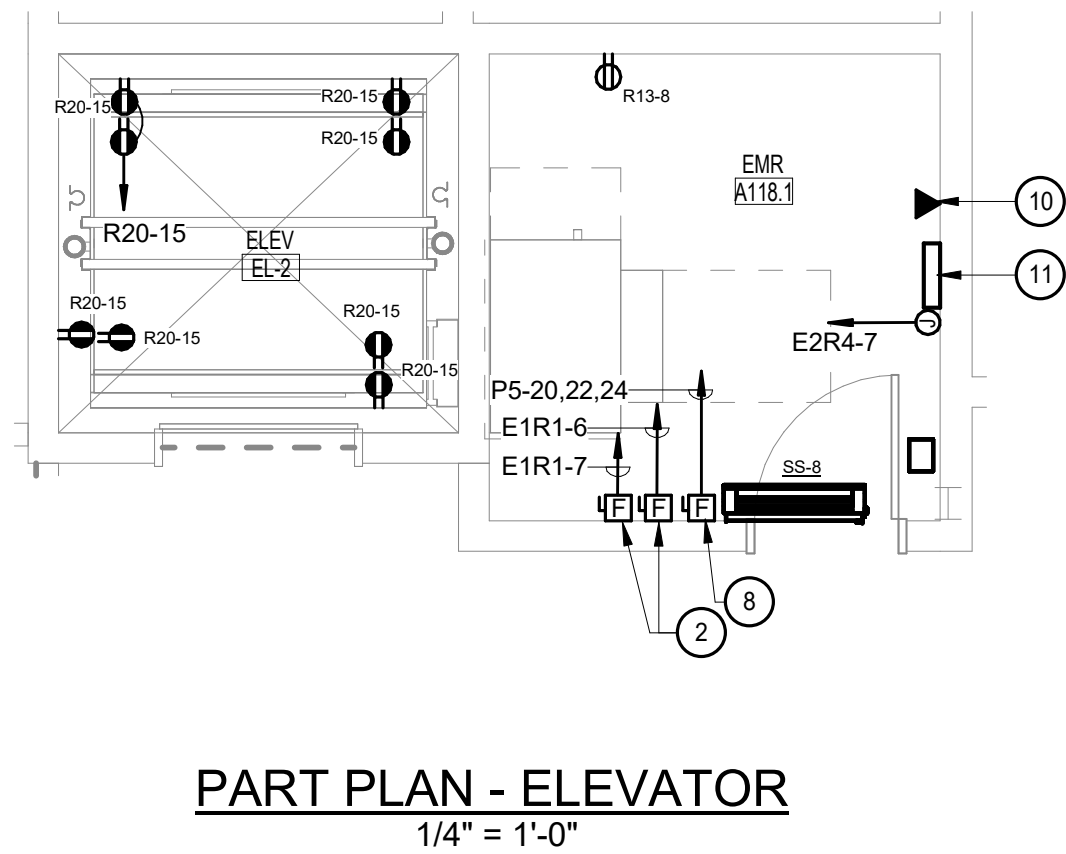 R20-15
R20-15
R20-15
R13-8
EMR
A118.1
10
R20-15
ELEV
EL-2
11
R20-15
R20-15
R20-15
J
E2R4-7
R20-15
P5-20,22,24
E1R1-6
E1R1-7
SS-8
F
F
F
8
2
PART PLAN - ELEVATOR
1/4" = 1'-0"